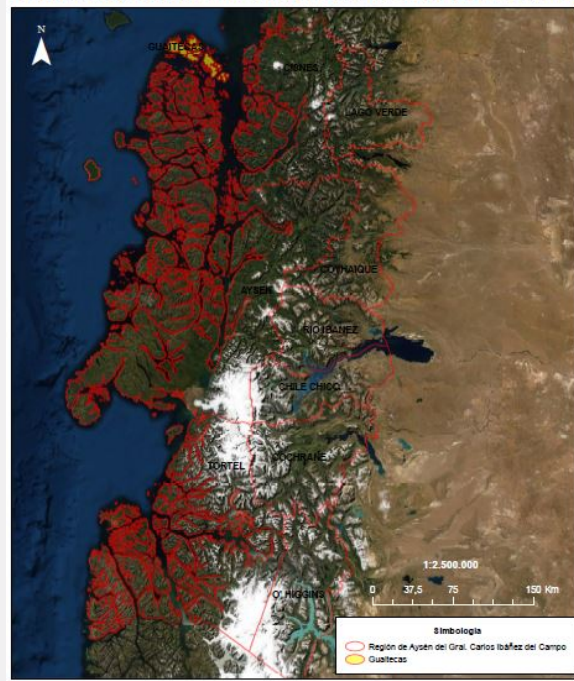 N
GUAITECAS
CISNES
LAGO VERDE
COYHAIQUE
AYSEN
RIO IBAÑEZ
CHILE CHICO
COCHRANE
TORTEL
1:2.500.000
0 37,5 75 150 Km
O´HIGGINS
Simbología
Región de Aysén del Gral. Carlos Ibáñez del Campo
Guaitecas